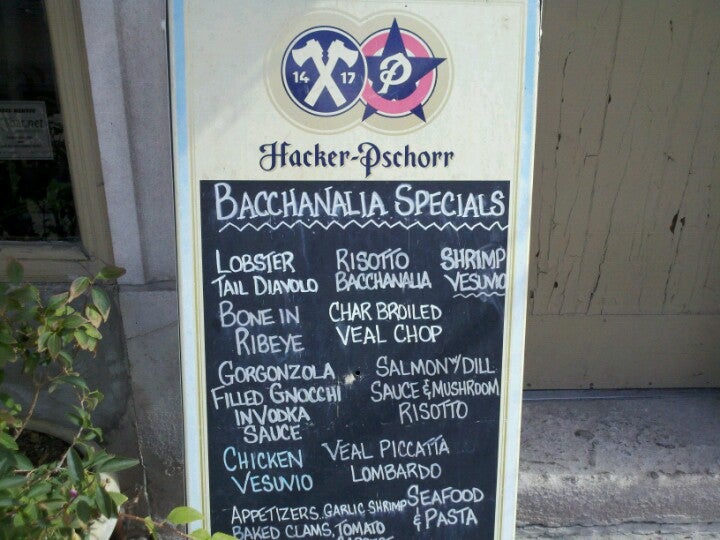 14 17
P
Hacker-Pschorr
BACCHANALIA SPECIALS
LOBSTER
TAIL DIAVOLO
RISOTTO
BACCHANALIA
SHRIMP
VESUVIO
BONE IN
RIBEYE
CHAR BROILED
VEAL CHOP
GORGONZOLA
FILLED GNOCCHI
IN VODKA
SAUCE
SALMON W/ DILL
SAUCE & MUSHROOM
RISOTTO
CHICKEN
VESUVIO
VEAL PICCATTA
LOMBARDO
APPETIZERS.. GARLIC SHRIMP
BAKED CLAMS, TOMATO
SEAFOOD
& PASTA